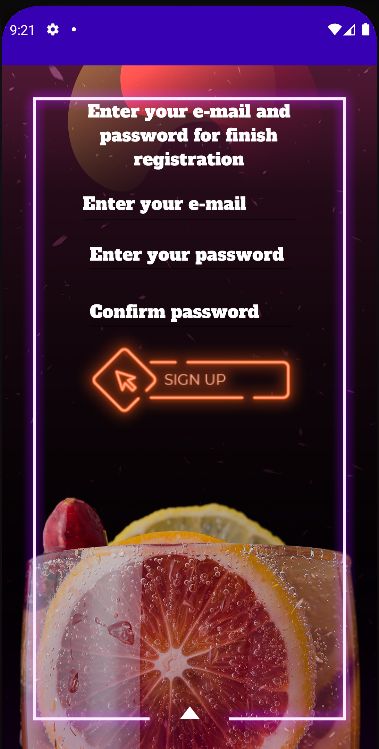 9:21
Enter your e-mail and
password for finish
registration
Enter your e-mail
Enter your password
Confirm password
SIGN UP